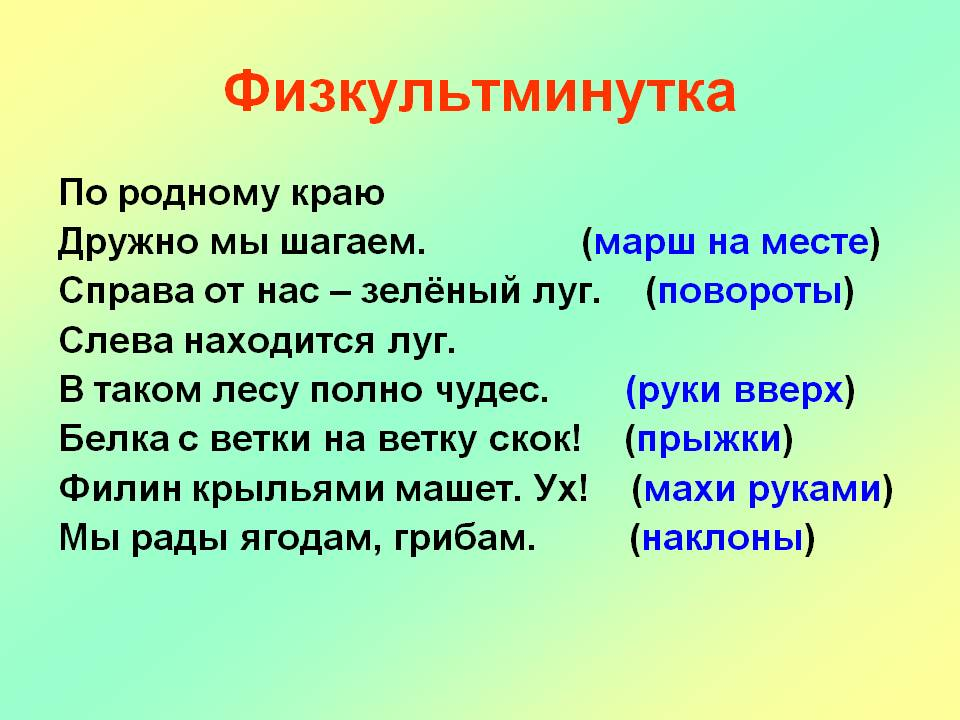 Физкультминутка
По родному краю
Дружно мы шагаем. (марш на месте)
Справа от нас – зелёный луг. (повороты)
Слева находится луг.
В таком лесу полно чудес. (руки вверх)
Белка с ветки на ветку скок! (прыжки)
Филин крыльями машет. Ух! (махи руками)
Мы рады ягодам, грибам. (наклоны)